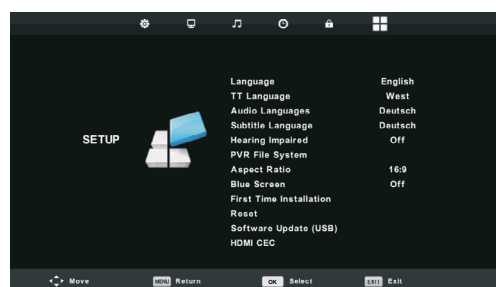 SETUP
Language English
TT Language West
Audio Languages Deutsch
Subtitle Language Deutsch
Hearing Impaired Off
PVR File System
Aspect Ratio 16:9
Blue Screen Off
First Time Installation
Reset
Software Update (USB)
HDMI CEC
Move MENU Return OK Select EXIT Exit